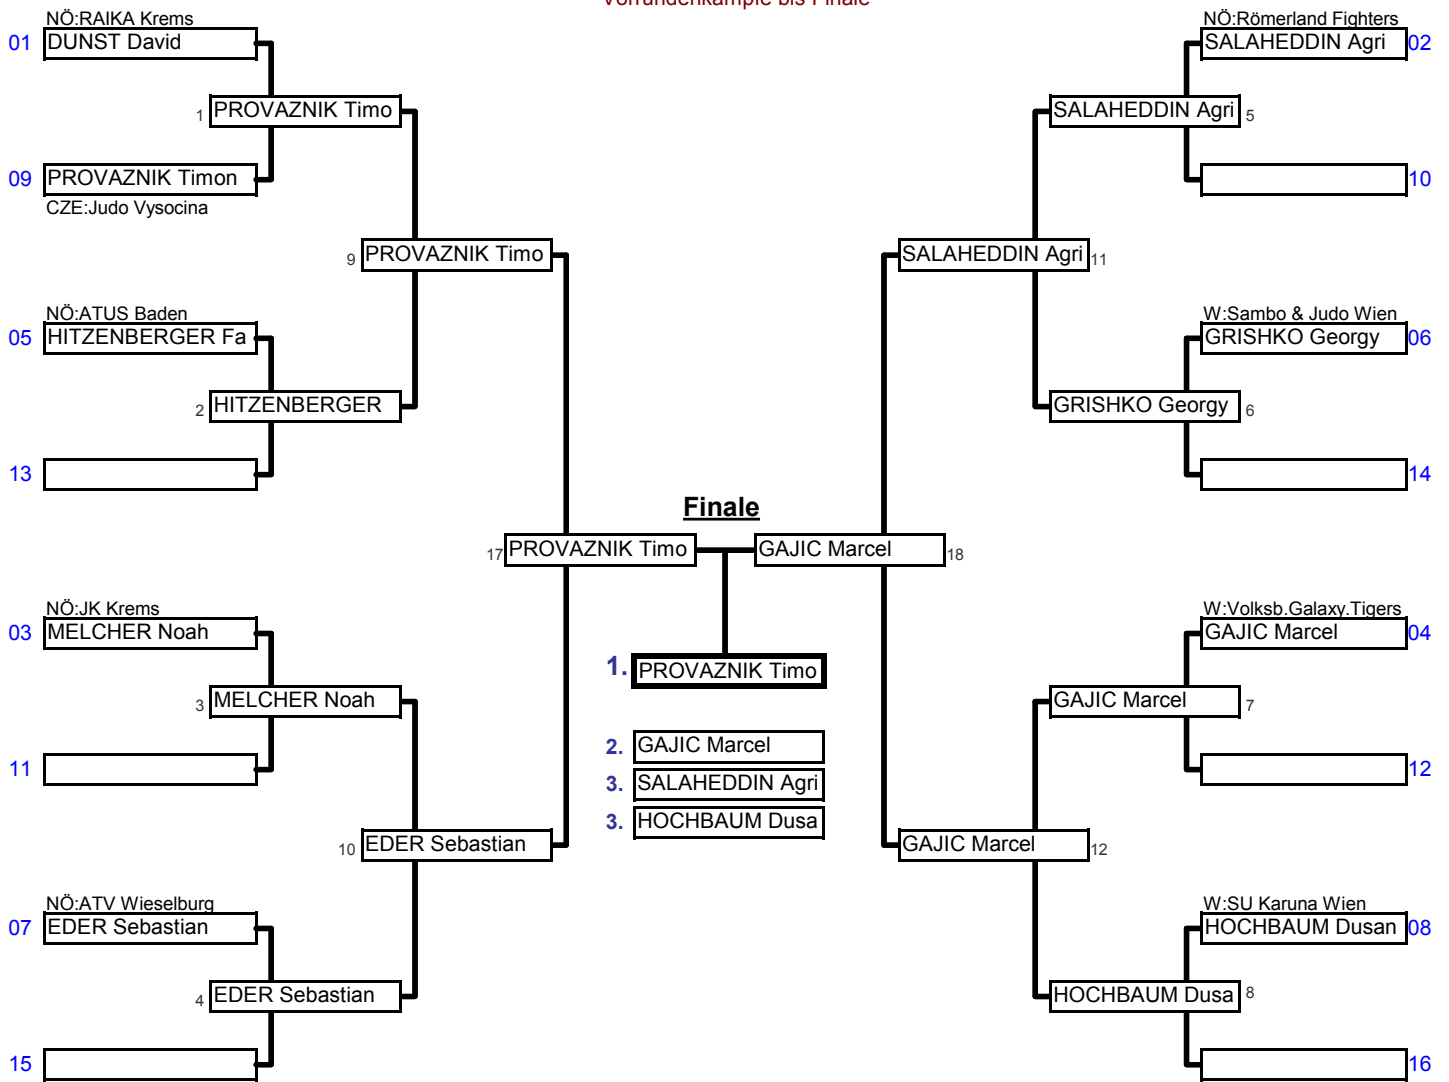 Vorrundenkämpfe bis Finale
NÖ:RAIKA Krems
01 DUNST David
1 PROVAZNIK Timo
09 PROVAZNIK Timon
CZE:Judo Vysocina
9 PROVAZNIK Timo
NÖ:ATUS Baden
05 HITZENBERGER Fa
2 HITZENBERGER
13
17 PROVAZNIK Timo
NÖ:JK Krems
03 MELCHER Noah
3 MELCHER Noah
11
10 EDER Sebastian
NÖ:ATV Wieselburg
07 EDER Sebastian
4 EDER Sebastian
15
Finale
1. PROVAZNIK Timo
2. GAJIC Marcel
3. SALAHEDDIN Agri
3. HOCHBAUM Dusa
NÖ:Römerland Fighters
SALAHEDDIN Agri 02
SALAHEDDIN Agri 5
10
SALAHEDDIN Agri 11
W:Sambo & Judo Wien
GRISHKO Georgy 06
GRISHKO Georgy 6
14
GAJIC Marcel 18
W:Volksb.Galaxy.Tigers
GAJIC Marcel 04
GAJIC Marcel 7
12
GAJIC Marcel 12
W:SU Karuna Wien
HOCHBAUM Dusan 08
HOCHBAUM Dusa 8
16